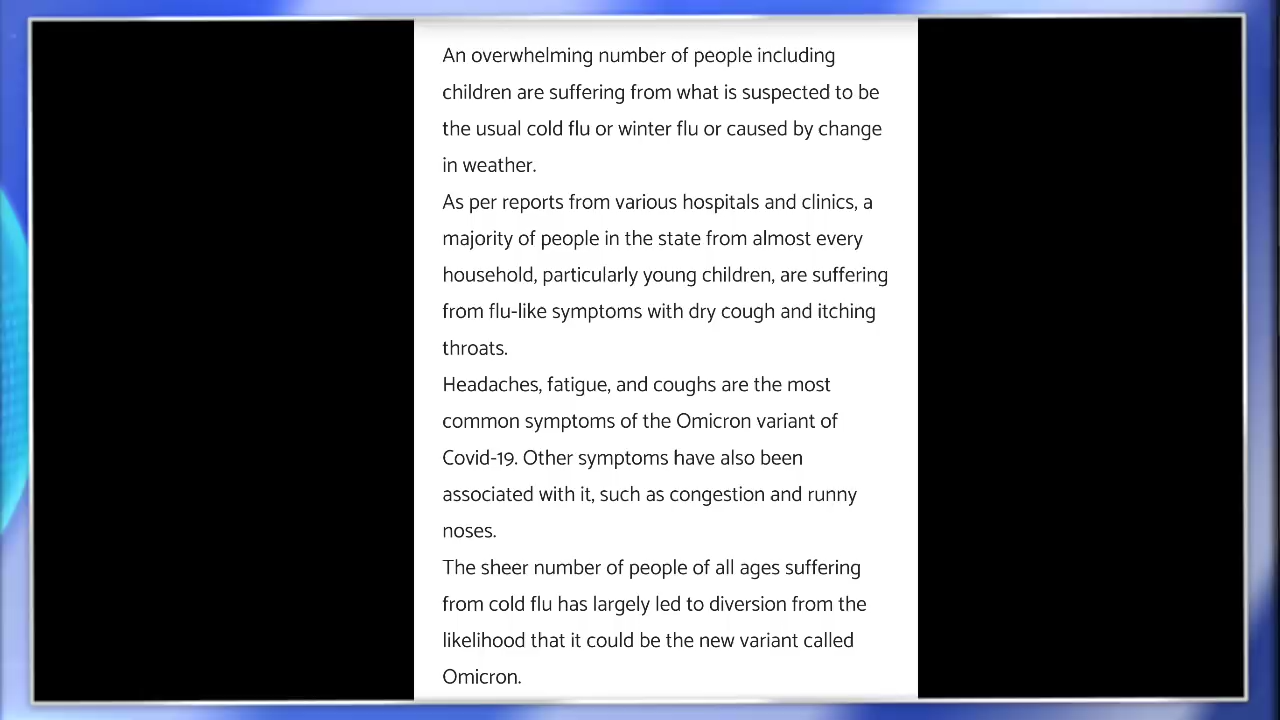 An overwhelming number of people including
children are suffering from what is suspected to be
the usual cold flu or winter flu or caused by change
in weather.
As per reports from various hospitals and clinics, a
majority of people in the state from almost every
household, particularly young children, are suffering
from flu-like symptoms with dry cough and itching
throats.
Headaches, fatigue, and coughs are the most
common symptoms of the Omicron variant of
Covid-19. Other symptoms have also been
associated with it, such as congestion and runny
noses.
The sheer number of people of all ages suffering
from cold flu has largely led to diversion from the
likelihood that it could be the new variant called
Omicron.